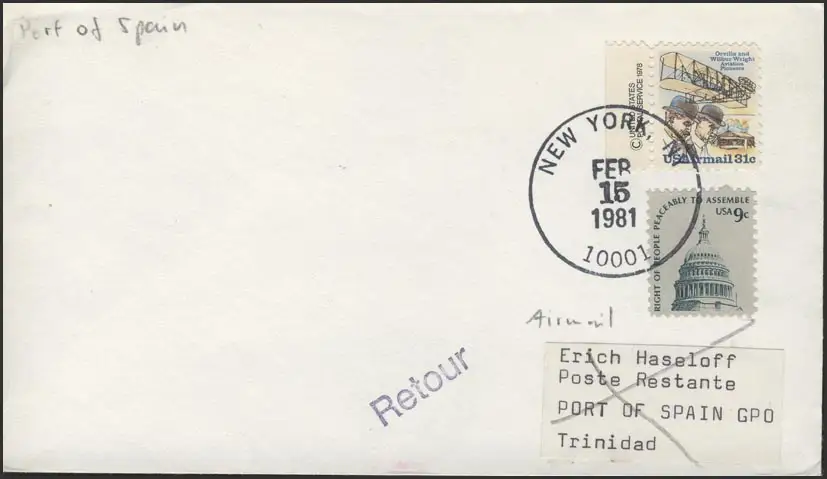 Port of Spain
Orville and
Wilbur Wright
Aviation
Pioneers
© UNITED STATES
POSTAL SERVICE 1978
USAirmail 31c
NEW YORK, NY
FEB
15
1981
10001
RIGHT OF PEOPLE PEACEABLY TO ASSEMBLE
USA 9c
Airmail
Retour
Erich Haseloff
Poste Restante
PORT OF SPAIN GPO
Trinidad